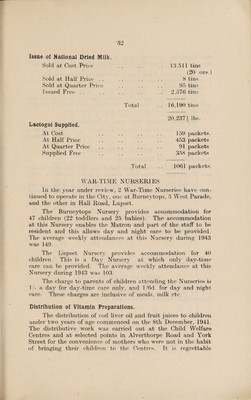 32
Issue of National Dried Milk.
Sold at Cost Price 13,511 tins
(20 ozs.)
Sold at Half Price 8 tins
Sold at Quarter Price 95 tins
Issued Free 2,576 tins
Total 16,190 tins
20,237½ lbs.
Lactogol Supplied.
At Cost 159 packets.
At Half Price 453 packets
At Quarter Price 91 packets
Supplied Free 358 packets
Total 1061 packets.
WAR-TIME NURSERIES
In the year under review, 2 War-Time Nurseries have con-
tinued to operate in the City, one at Burneytops, 5 West Parade,
and the other in Hall Road, Lupset.
The Burneytops Nursery provides accommodation for
47 children (22 toddlers and 25 babies). The accommodation
at this Nursery enables the Matron and part of the staff to be
resident and this allows day and night care to be provided.
The average weekly attendances at this Nursery during 1943
was 149.
The Lupset Nursery provides accommodation for 40
children. This is a Day Nursery at which only day-time
care can be provided. The average weekly attendance at this
Nursery during 1943 was 103.
The charge to parents of children attending the Nurseries is
1/- a day for day-time care only, and 1/6d. for day and night
care. These charges are inclusive of meals, milk etc.
Distribution of Vitamin Preparations.
The distribution of cod liver oil and fruit juices to children
under two years of age commenced on the 8th December, 1941.
The distributive work was carried out at the Child Welfare
Centres and at selected points in Alverthorpe Road and York
Street for the convenience of mothers who were not in the habit
of bringing their children to the Centres. It is regrettable